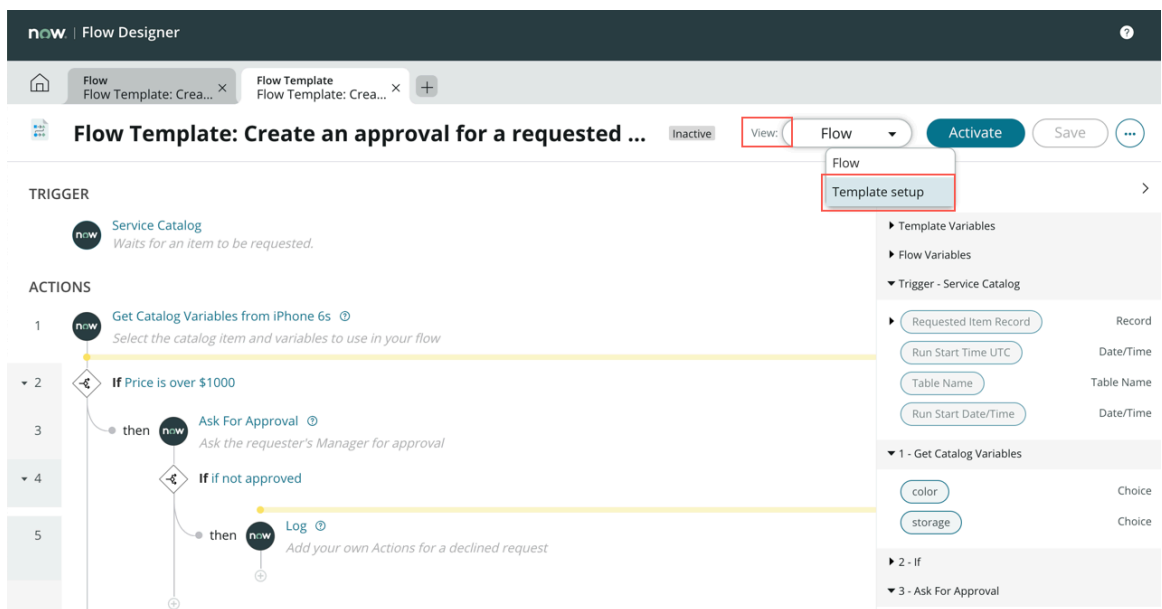 now. | Flow Designer
Flow
Flow Template: Crea...
Flow Template
Flow Template: Crea...
Flow Template: Create an approval for a requested ...
Inactive
View:
Flow
Activate
Save
Flow
Template setup
TRIGGER
now
Service Catalog
Waits for an item to be requested.
ACTIONS
1
now
Get Catalog Variables from iPhone 6s
Select the catalog item and variables to use in your flow
2
If Price is over $1000
3
then
now
Ask For Approval
Ask the requester's Manager for approval
4
If if not approved
5
then
now
Log
Add your own Actions for a declined request
Template Variables
Flow Variables
Trigger - Service Catalog
Requested Item Record Record
Run Start Time UTC Date/Time
Table Name Table Name
Run Start Date/Time Date/Time
1 - Get Catalog Variables
color Choice
storage Choice
2 - If
3 - Ask For Approval